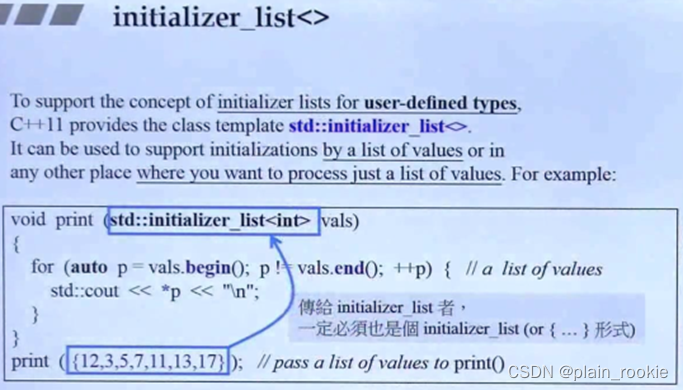 initializer_list<>
To support the concept of initializer lists for user-defined types,
C++11 provides the class template std::initializer_list<>.
It can be used to support initializations by a list of values or in
any other place where you want to process just a list of values. For example:
void print (std::initializer_list<int> vals)
{
for (auto p = vals.begin(); p != vals.end(); ++p) { // a list of values
std::cout << *p << "\n";
}
}
傳給 initializer_list 者，
一定必須也是個 initializer_list (or { ... } 形式)
print ( {12,3,5,7,11,13,17} ); // pass a list of values to print()
CSDN @plain_rookie